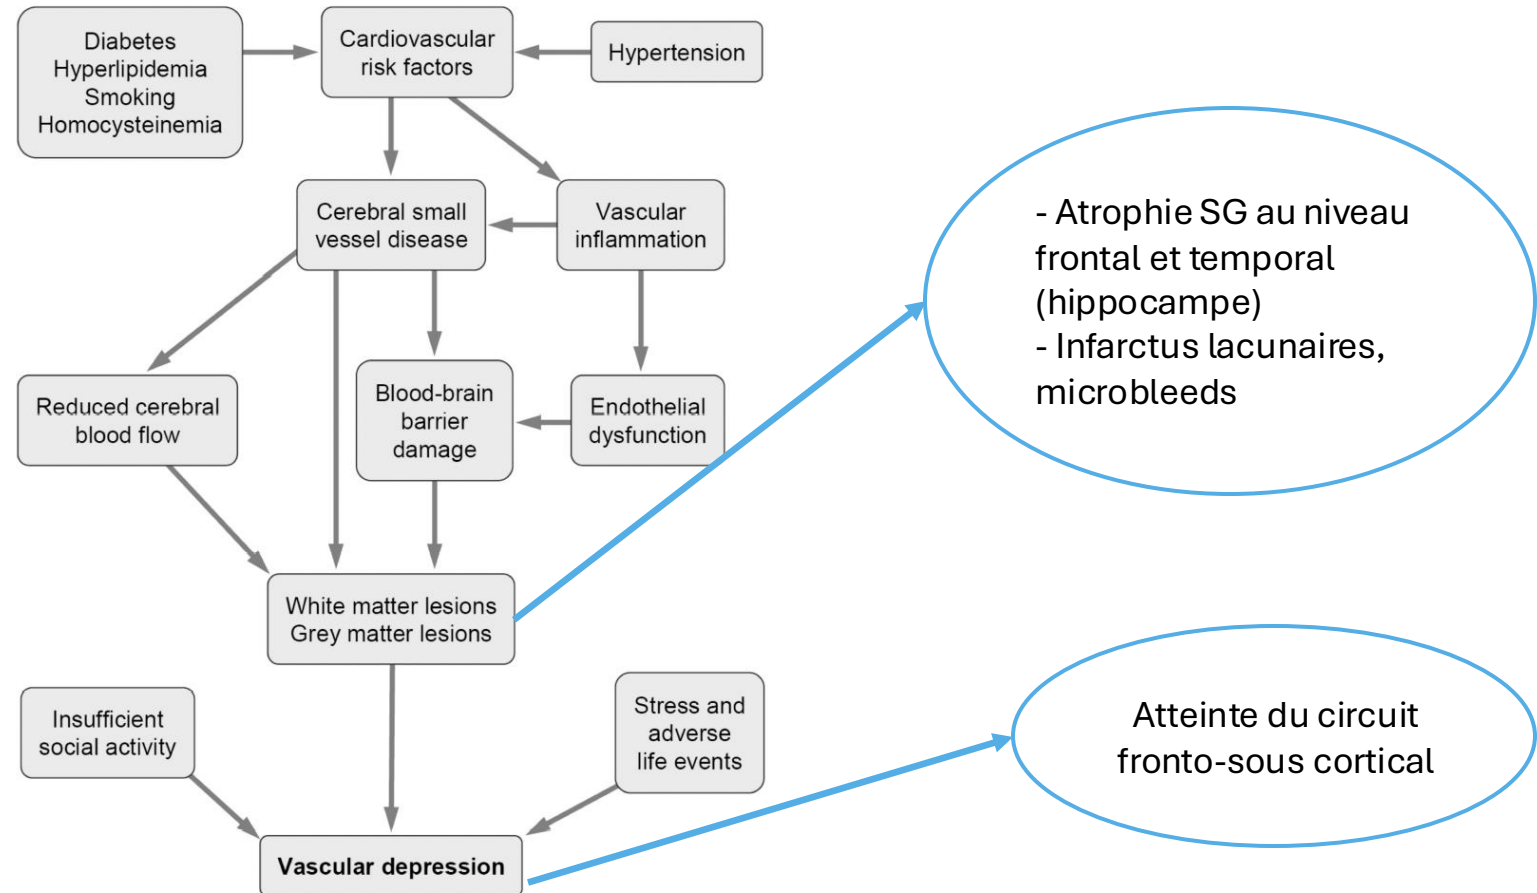 Diabetes
Hyperlipidemia
Smoking
Homocysteinemia
Cardiovascular
risk factors
Hypertension
Cerebral small
vessel disease
Vascular
inflammation
Reduced cerebral
blood flow
Blood-brain
barrier
damage
Endothelial
dysfunction
White matter lesions
Grey matter lesions
Insufficient
social activity
Stress and
adverse
life events
Vascular depression
- Atrophie SG au niveau
frontal et temporal
(hippocampe)
- Infarctus lacunaires,
microbleeds
Atteinte du circuit
fronto-sous cortical